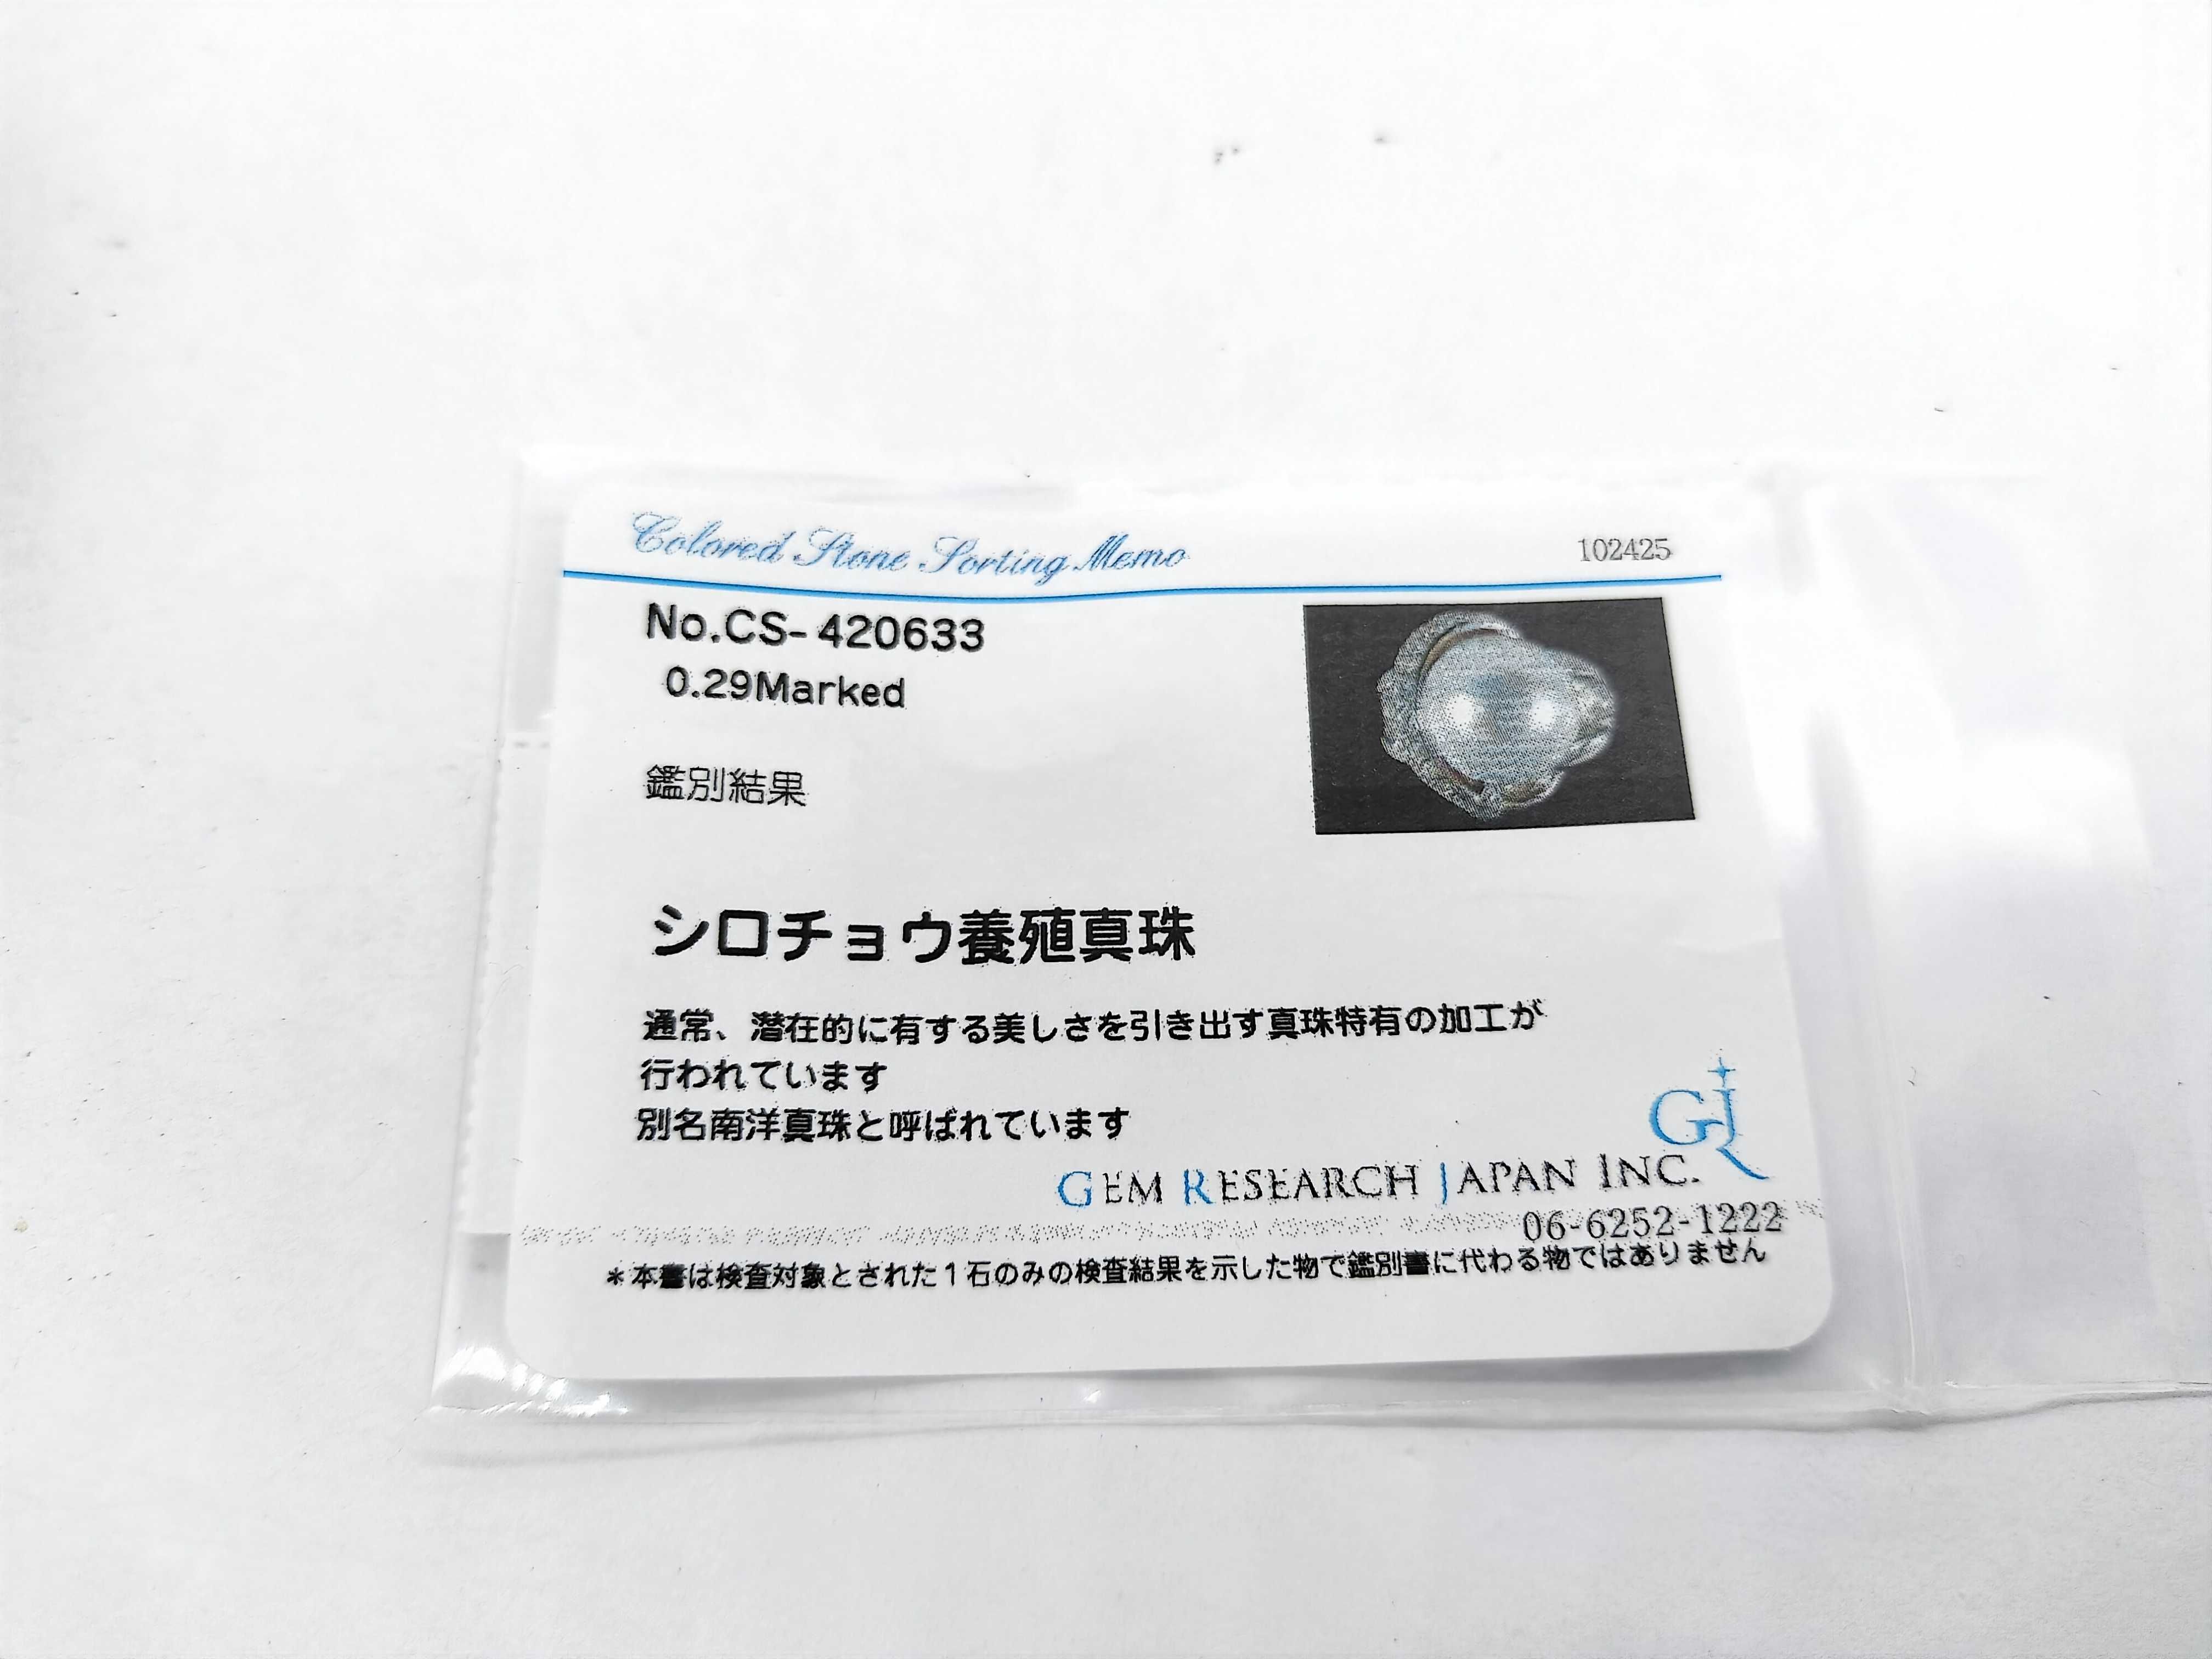 Colored Stone Sorting Memo
102425
No.CS-420633
0.29Marked
鑑別結果
シロチョウ養殖真珠
通常、潜在的に有する美しさを引き出す真珠特有の加工が
行われています
別名南洋真珠と呼ばれています
GJR
GEM RESEARCH JAPAN INC.
06-6252-1222
*本書は検査対象とされた1石のみの検査結果を示した物で鑑別書に代わる物ではありません